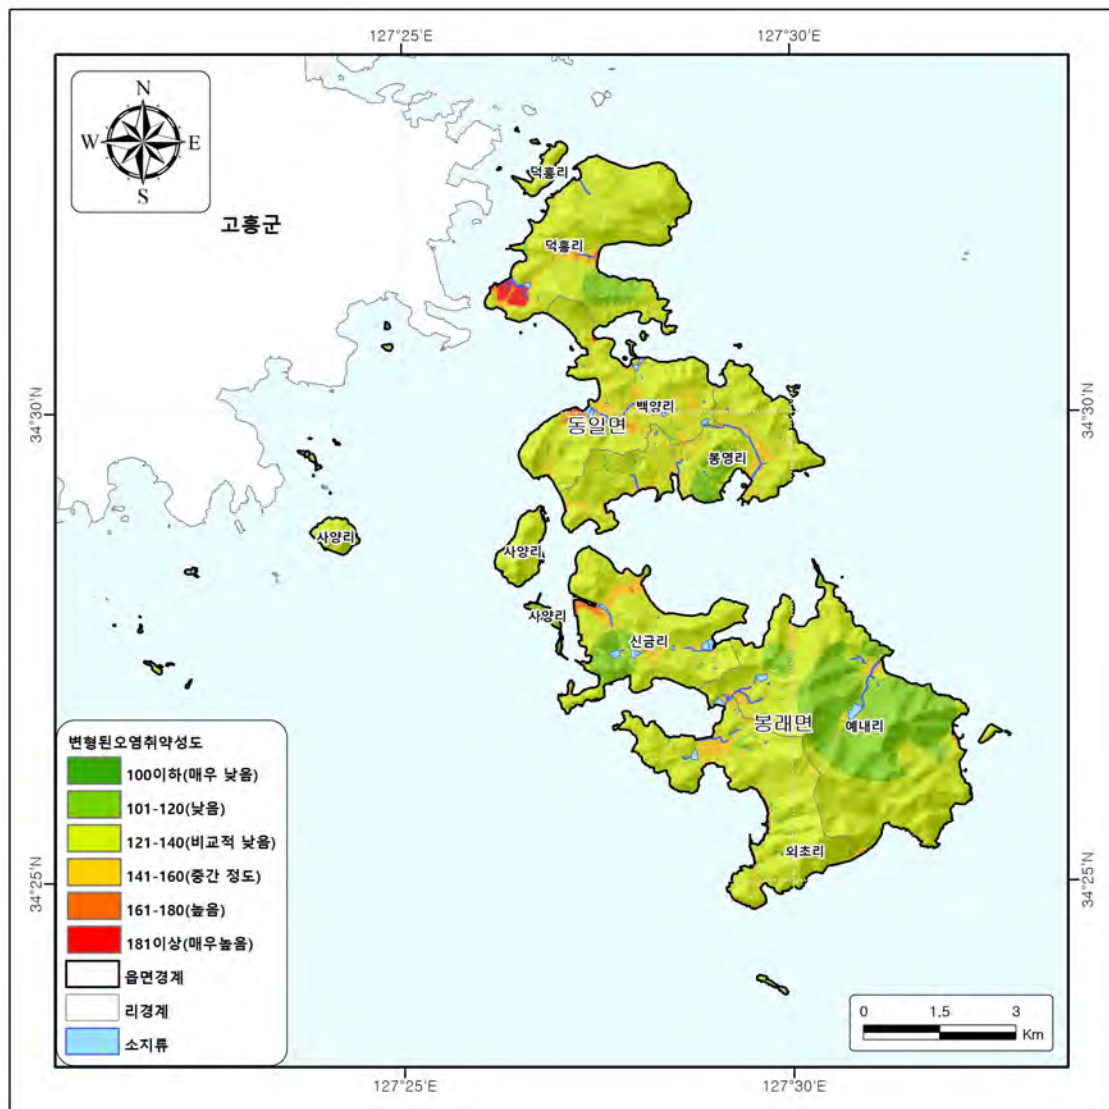 127°25'E
127°30'E
N
W
E
S
고흥군
덕흥리
덕흥리
34°30'N
34°30'N
백양리
동일면
봉영리
사양리
사양리
사양리
신금리
봉래면
예내리
외초리
34°25'N
34°25'N
변형된오염취약성도
100이하(매우 낮음)
101-120(낮음)
121-140(비교적 낮음)
141-160(중간 정도)
161-180(높음)
181이상(매우높음)
읍면경계
리경계
소지류
0
1.5
3
Km
127°25'E
127°30'E